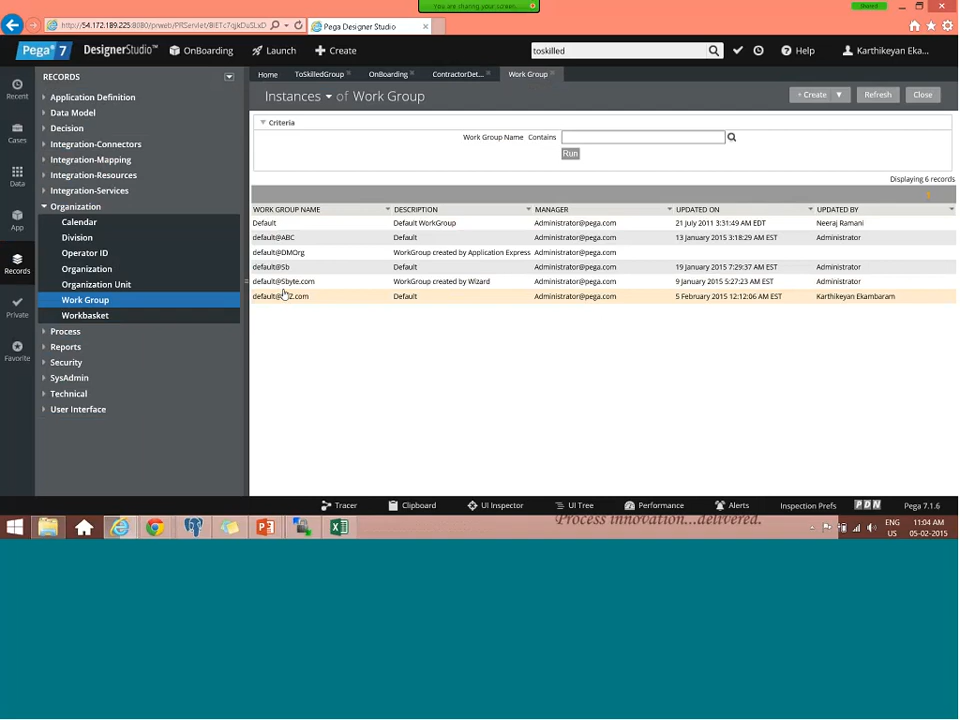 You are sharing your screen.
Shared
Pega Designer Studio
PEGA 7 DesignerStudio™ OnBoarding Launch Create toskilled Help Karthikeyan Eka...
Recent
Cases
Data
App
Records
Private
Favorite
RECORDS
Application Definition
Data Model
Decision
Integration-Connectors
Integration-Mapping
Integration-Resources
Integration-Services
Organization
Calendar
Division
Operator ID
Organization
Organization Unit
Work Group
Workbasket
Process
Reports
Security
SysAdmin
Technical
User Interface
Home ToSkilledGroup OnBoarding ContractorDet... Work Group
Instances of Work Group + Create Refresh Close
Criteria
Work Group Name Contains
Run
Displaying 6 records
WORK GROUP NAME DESCRIPTION MANAGER UPDATED ON UPDATED BY
Default Default WorkGroup Administrator@pega.com 21 July 2011 3:31:49 AM EDT Neeraj Ramani
default@ABC Default Administrator@pega.com 13 January 2015 3:18:29 AM EST Administrator
default@DMOrg WorkGroup created by Application Express Administrator@pega.com
default@Sb Default Administrator@pega.com 19 January 2015 7:29:37 AM EST Administrator
default@Sbyte.com WorkGroup created by Wizard Administrator@pega.com 9 January 2015 5:27:23 AM EST Administrator
Default Administrator@pega.com 5 February 2015 12:12:06 AM EST Karthikeyan Ekambaram
Tracer Clipboard UI Inspector UI Tree Performance Alerts Inspection Prefs PDN Pega 7.1.6
Process innovation...delivered.
ENG
US
11:04 AM
05-02-2015